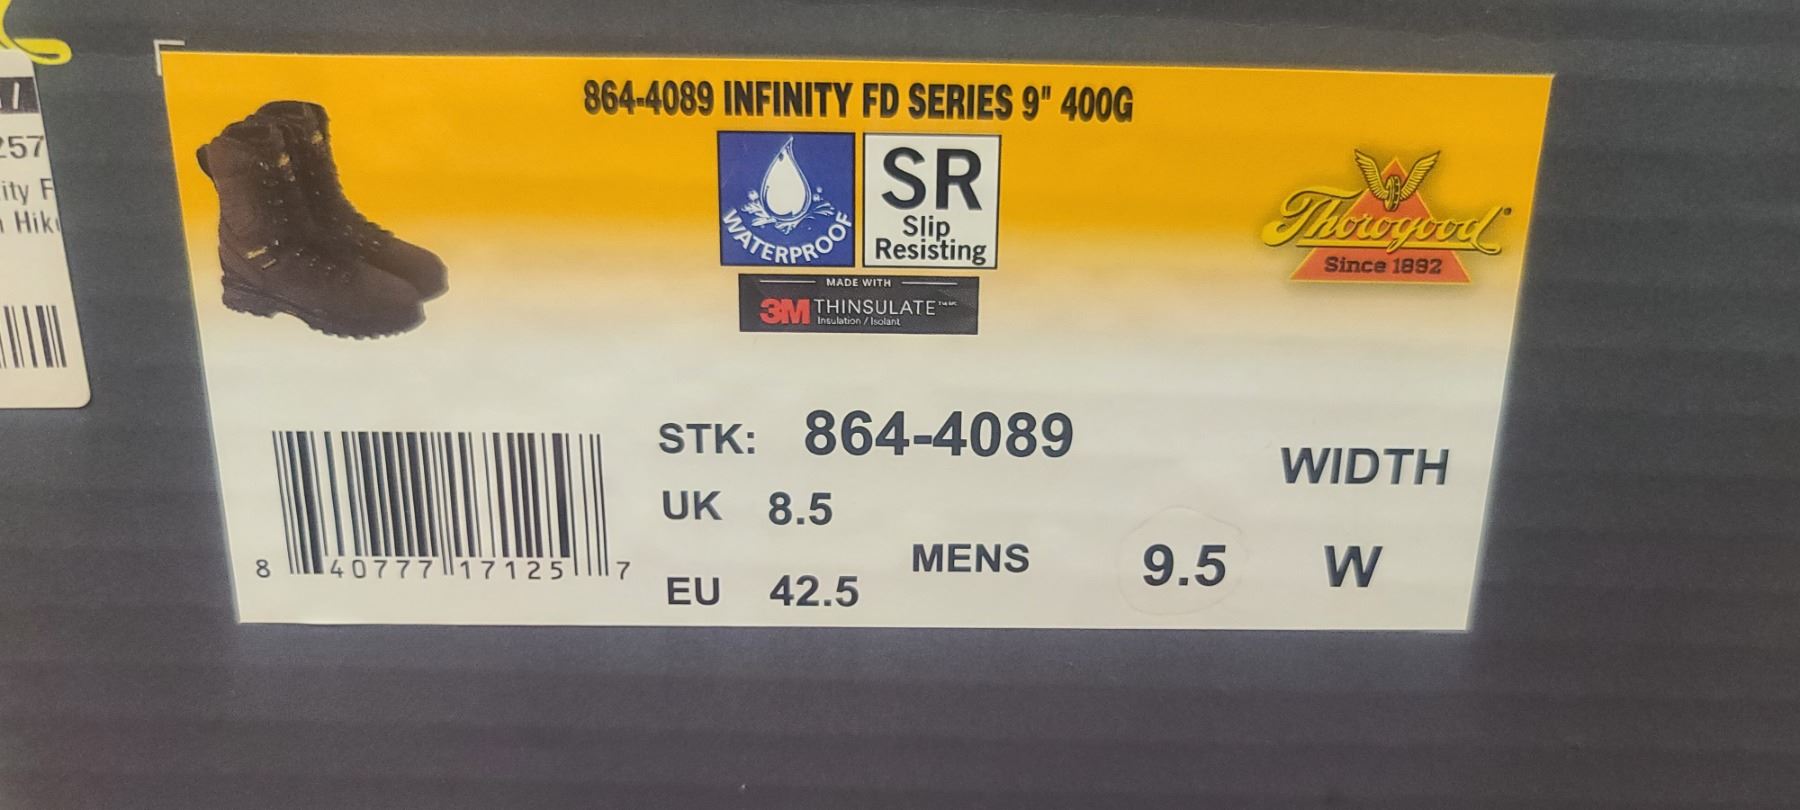 257
ity F
Hiki
864-4089 INFINITY FD SERIES 9" 400G
WATERPROOF
SR
Slip
Resisting
MADE WITH
3M THINSULATE
Insulation / Isolant
Thorogood
Since 1892
STK: 864-4089
UK 8.5
EU 42.5
MENS 9.5
WIDTH
W
8 40777 17125 7